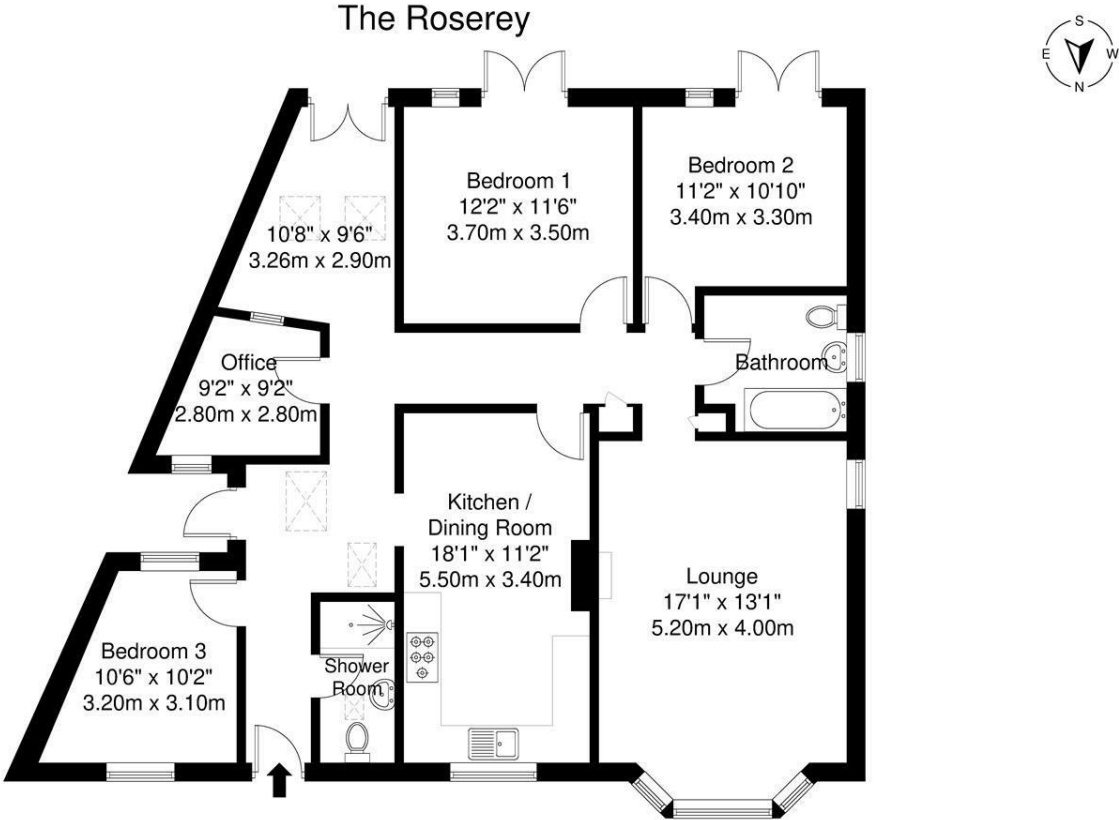 The Roserey
S
E
W
N
Bedroom 1
12'2" x 11'6"
3.70m x 3.50m
Bedroom 2
11'2" x 10'10"
3.40m x 3.30m
10'8" x 9'6"
3.26m x 2.90m
Office
9'2" x 9'2"
2.80m x 2.80m
Bathroom
Kitchen /
Dining Room
18'1" x 11'2"
5.50m x 3.40m
Lounge
17'1" x 13'1"
5.20m x 4.00m
Bedroom 3
10'6" x 10'2"
3.20m x 3.10m
Shower
Room